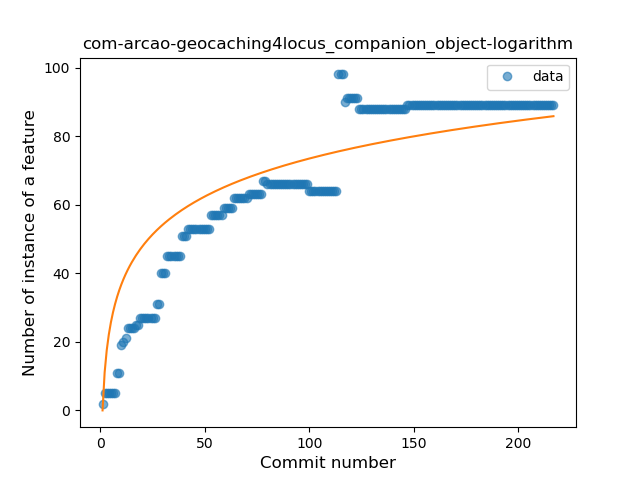 com-arcao-geocaching4locus_companion_object-logarithm
data
Number of instance of a feature
100
80
60
40
20
0
0 50 100 150 200
Commit number